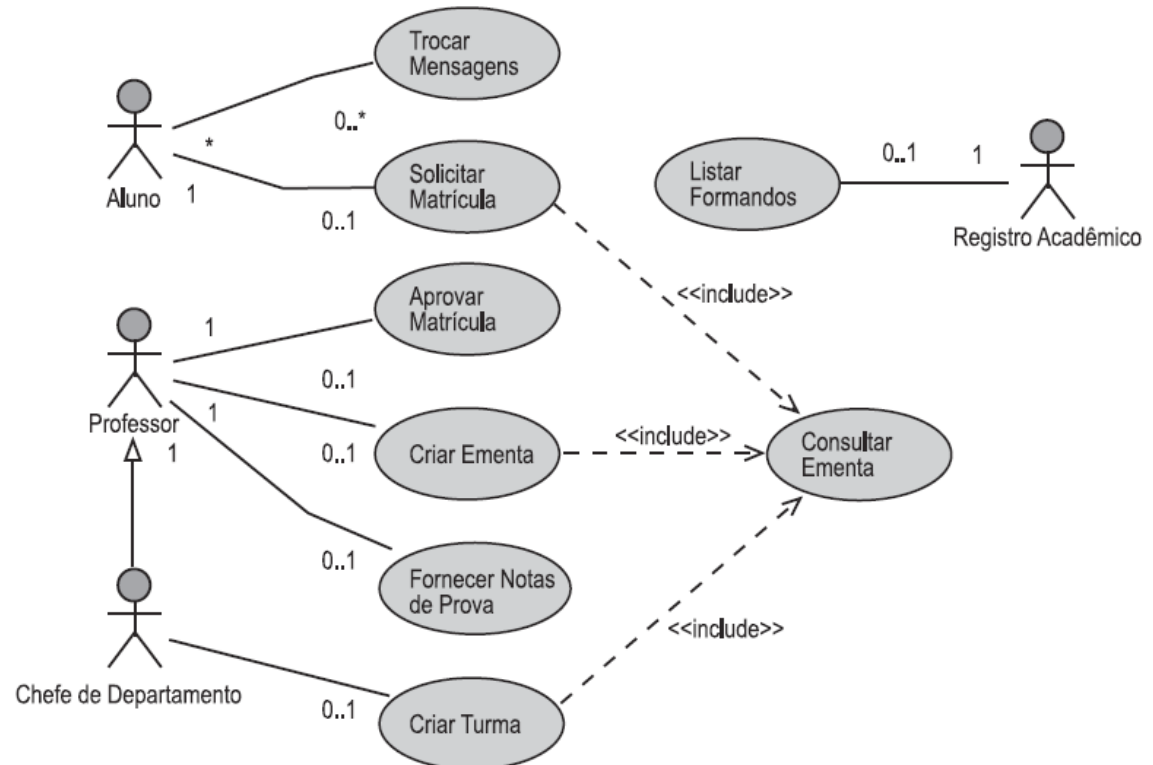 Trocar
Mensagens
0..*
*
Aluno
1
Solicitar
Matrícula
0..1
Listar
Formandos
0..1
1
Registro Acadêmico
<<include>>
Aprovar
Matrícula
1
0..1
Professor
1
1
Criar Ementa
0..1
<<include>>
Consultar
Ementa
Fornecer Notas
de Prova
0..1
<<include>>
Chefe de Departamento
Criar Turma
0..1